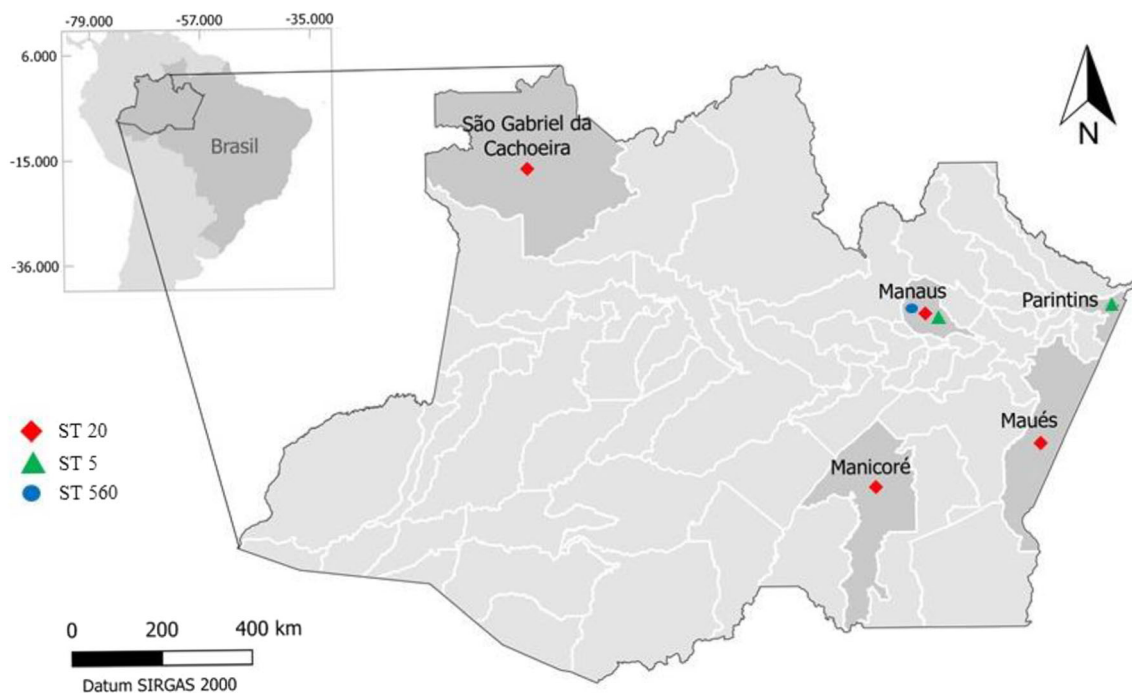 -79.000
-57.000
-35.000
6.000
-15.000
-36.000
Brasil
São Gabriel da
Cachoeira
N
Manaus
Parintins
Maués
Manicoré
ST 20
ST 5
ST 560
0 200 400 km
Datum SIRGAS 2000